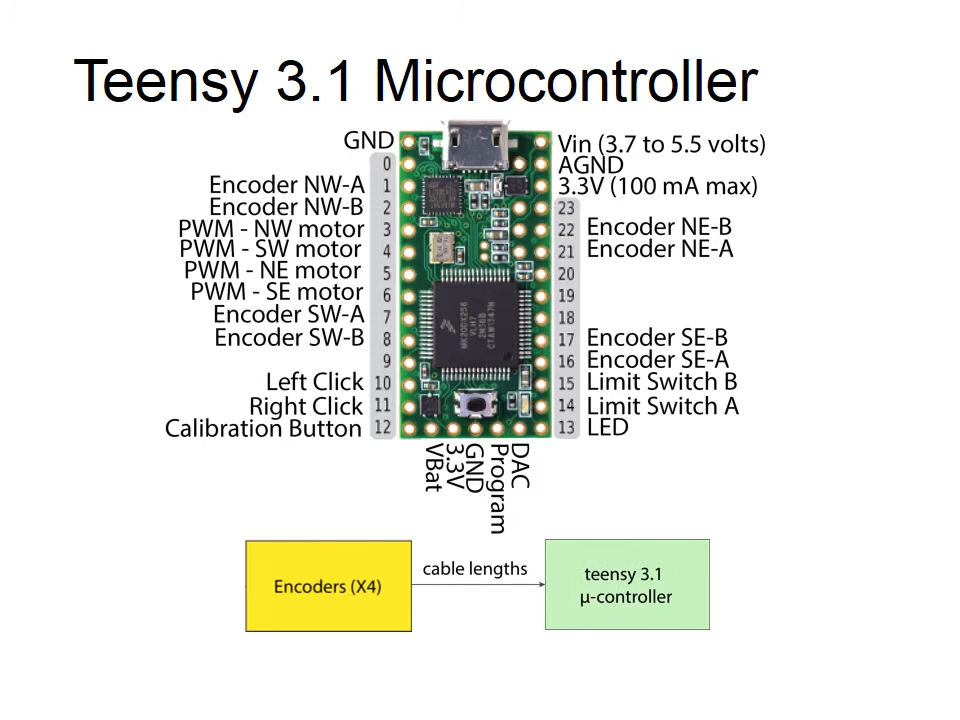 Teensy 3.1 Microcontroller
GND
Vin (3.7 to 5.5 volts)
0
AGND
Encoder NW-A 1
3.3V (100 mA max)
Encoder NW-B 2
23
PWM - NW motor 3
22 Encoder NE-B
PWM - SW motor 4
21 Encoder NE-A
PWM - NE motor 5
20
PWM - SE motor 6
19
Encoder SW-A 7
18
Encoder SW-B 8
17 Encoder SE-B
9
16 Encoder SE-A
Left Click 10
15 Limit Switch B
Right Click 11
14 Limit Switch A
Calibration Button 12
13 LED
MK20DX256
VLH7
2N36B
CTAM1347H
VBat
3.3V
GND
Program
DAC
Encoders (X4)
cable lengths
teensy 3.1
μ-controller